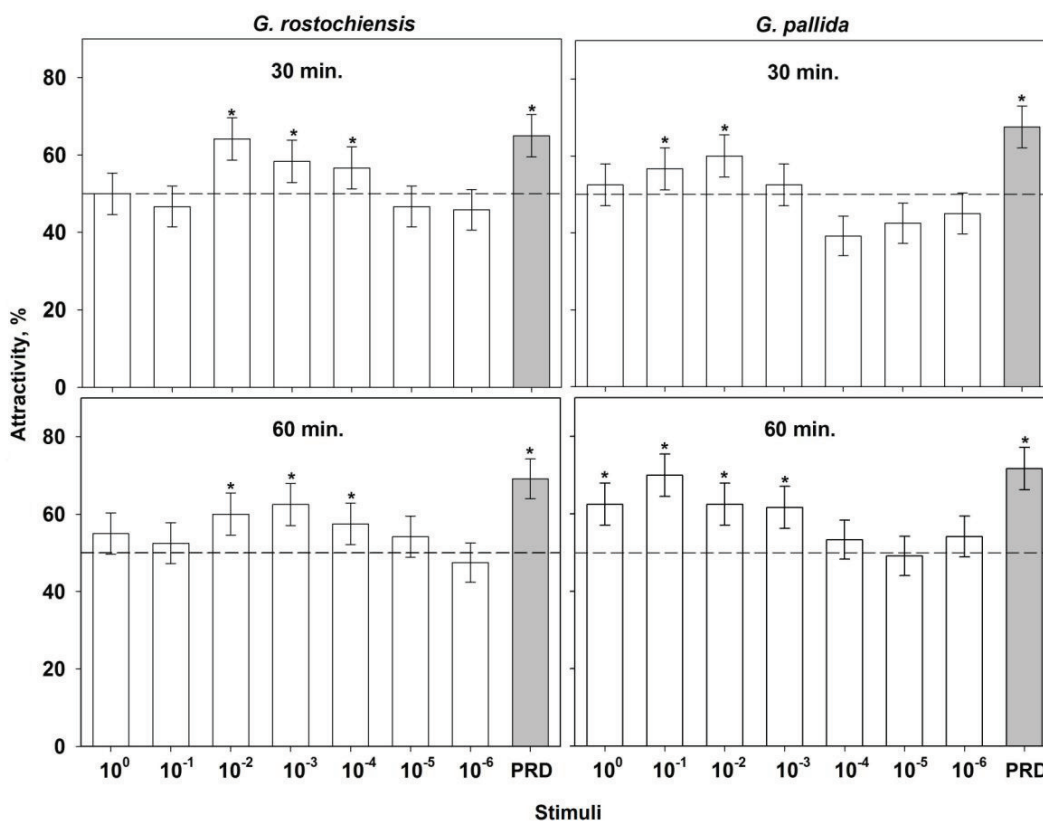 G. rostochiensis
G. pallida
30 min.
30 min.
80
60
40
20
0
* * * *
* * *
Attractivity, %
60 min.
60 min.
80
60
40
20
0
* * * *
* * * * *
10⁰ 10⁻¹ 10⁻² 10⁻³ 10⁻⁴ 10⁻⁵ 10⁻⁶ PRD
10⁰ 10⁻¹ 10⁻² 10⁻³ 10⁻⁴ 10⁻⁵ 10⁻⁶ PRD
Stimuli